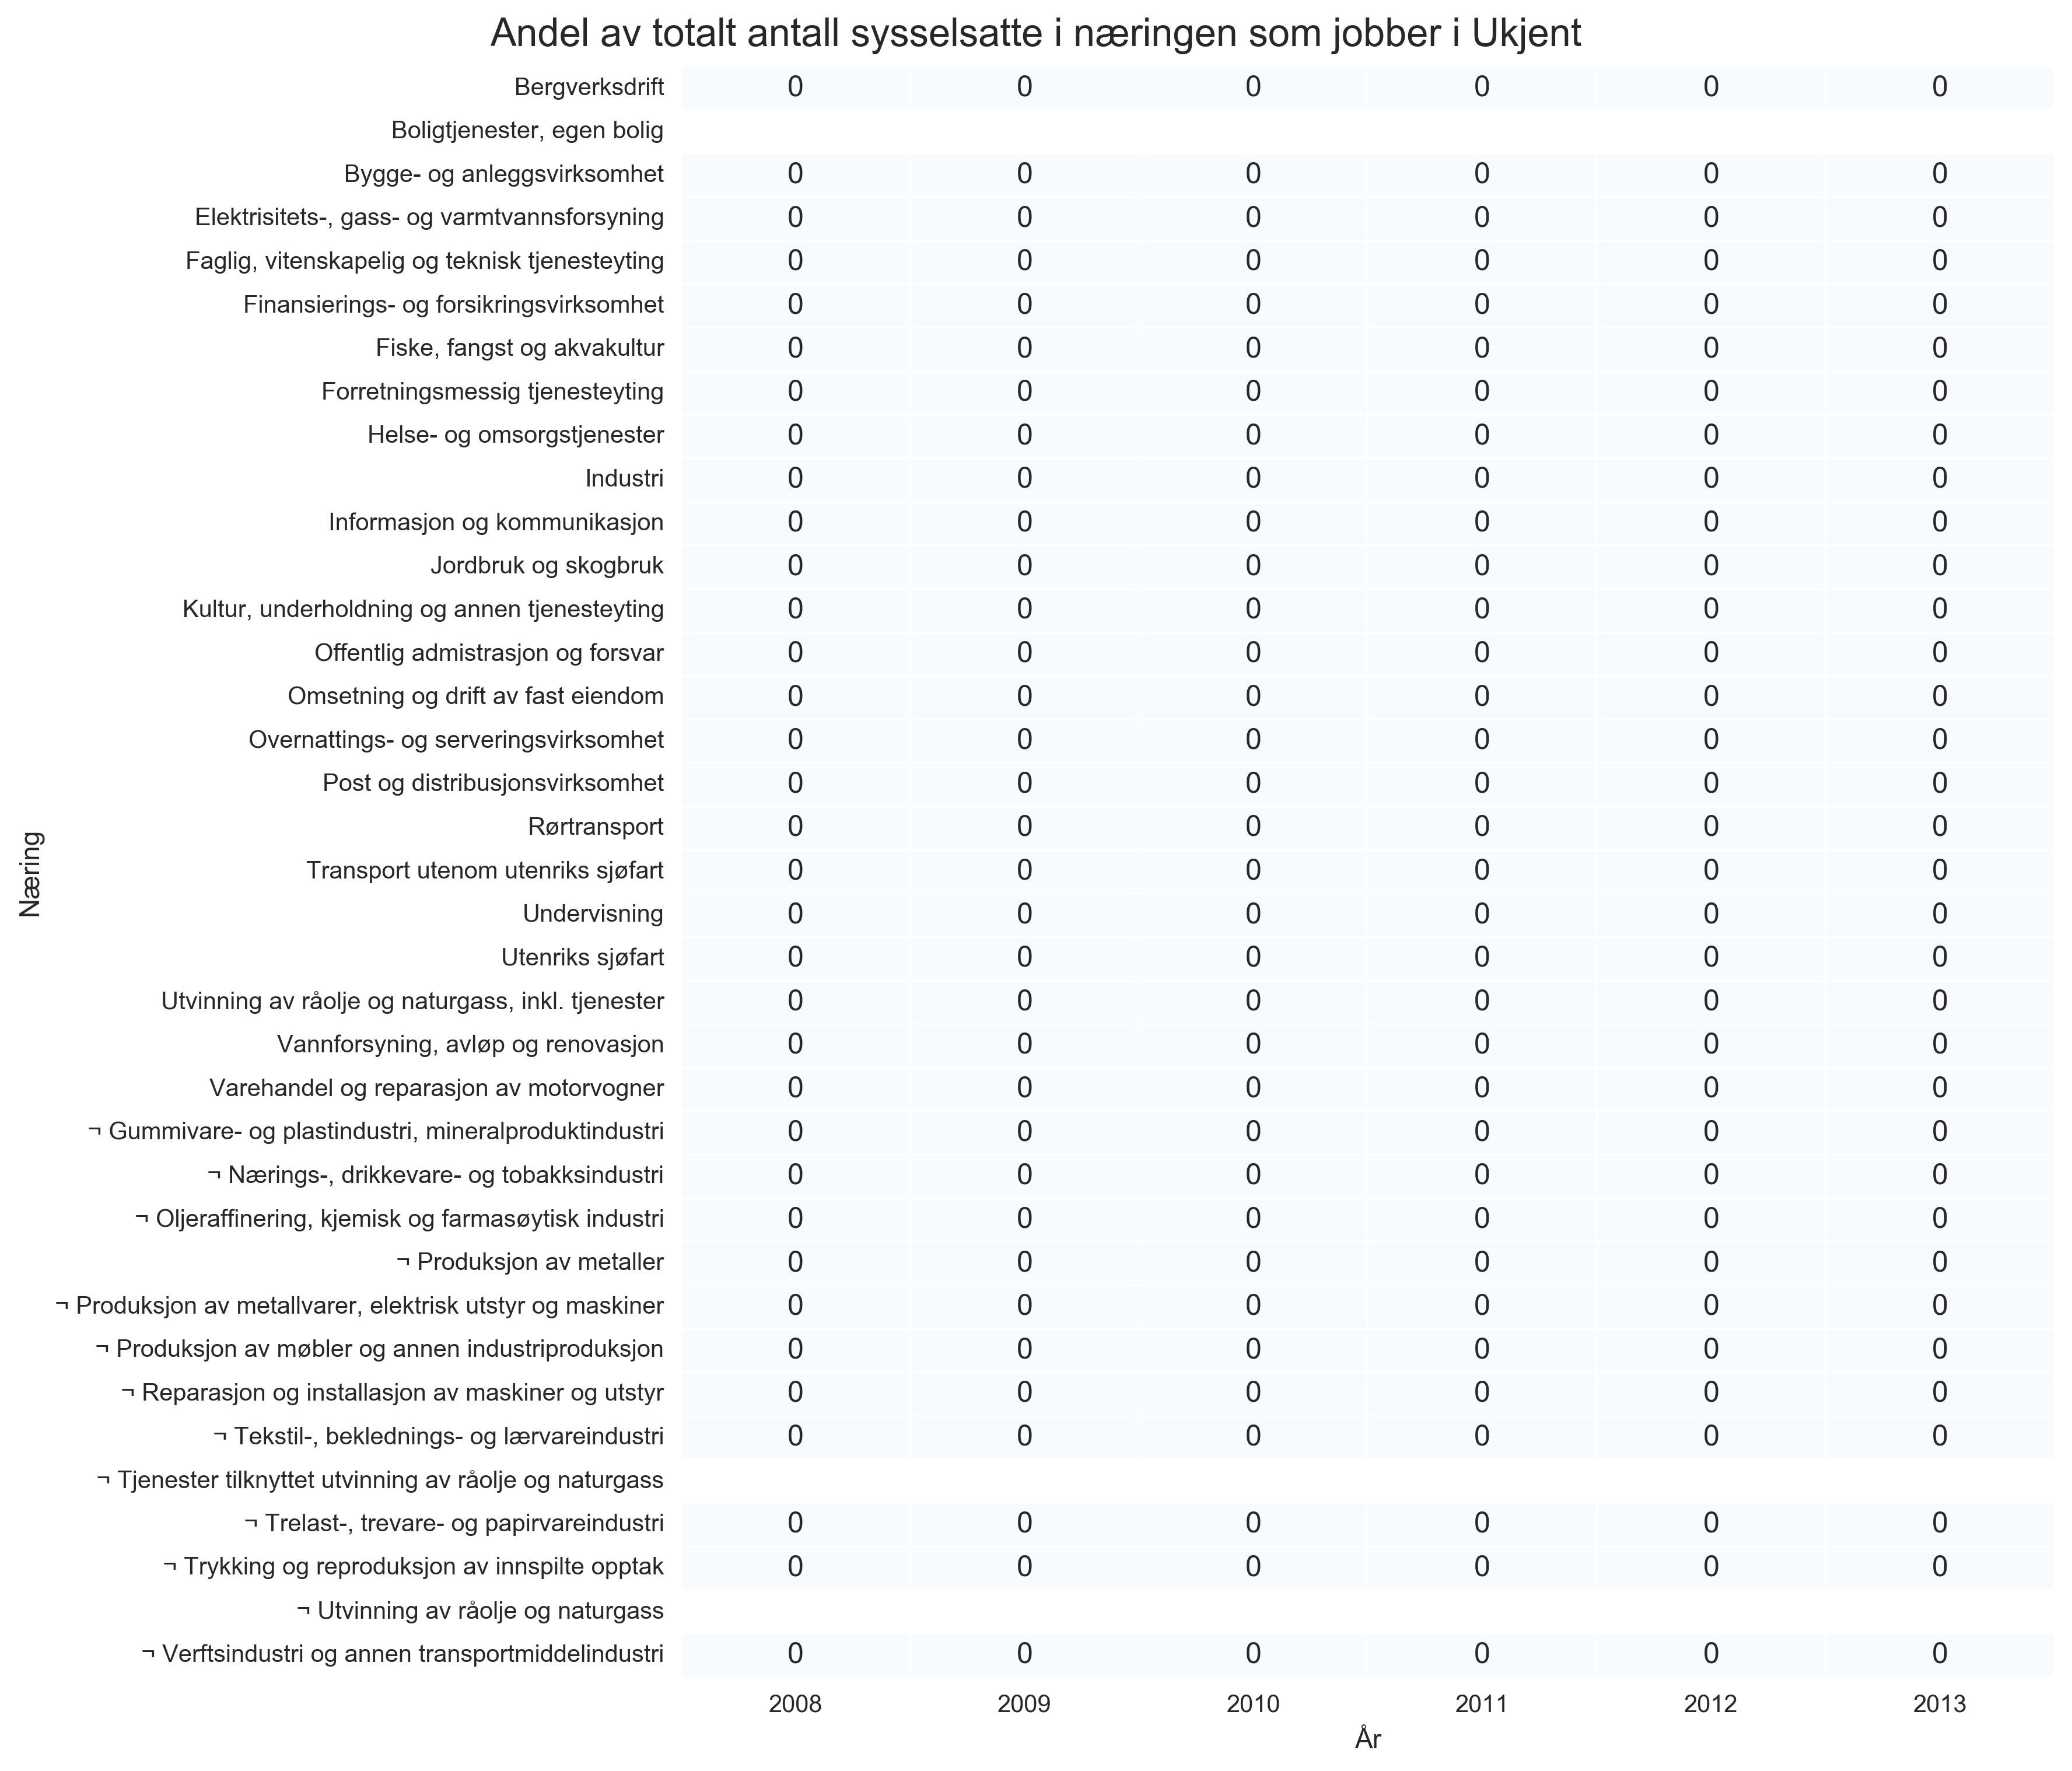 Andel av totalt antall sysselsatte i næringen som jobber i Ukjent
Næring
Bergverksdrift 0 0 0 0 0 0
Boligtjenester, egen bolig
Bygge- og anleggsvirksomhet 0 0 0 0 0 0
Elektrisitets-, gass- og varmtvannsforsyning 0 0 0 0 0 0
Faglig, vitenskapelig og teknisk tjenesteyting 0 0 0 0 0 0
Finansierings- og forsikringsvirksomhet 0 0 0 0 0 0
Fiske, fangst og akvakultur 0 0 0 0 0 0
Forretningsmessig tjenesteyting 0 0 0 0 0 0
Helse- og omsorgstjenester 0 0 0 0 0 0
Industri 0 0 0 0 0 0
Informasjon og kommunikasjon 0 0 0 0 0 0
Jordbruk og skogbruk 0 0 0 0 0 0
Kultur, underholdning og annen tjenesteyting 0 0 0 0 0 0
Offentlig admistrasjon og forsvar 0 0 0 0 0 0
Omsetning og drift av fast eiendom 0 0 0 0 0 0
Overnattings- og serveringsvirksomhet 0 0 0 0 0 0
Post og distribusjonsvirksomhet 0 0 0 0 0 0
Rørtransport 0 0 0 0 0 0
Transport utenom utenriks sjøfart 0 0 0 0 0 0
Undervisning 0 0 0 0 0 0
Utenriks sjøfart 0 0 0 0 0 0
Utvinning av råolje og naturgass, inkl. tjenester 0 0 0 0 0 0
Vannforsyning, avløp og renovasjon 0 0 0 0 0 0
Varehandel og reparasjon av motorvogner 0 0 0 0 0 0
¬ Gummivare- og plastindustri, mineralproduktindustri 0 0 0 0 0 0
¬ Nærings-, drikkevare- og tobakksindustri 0 0 0 0 0 0
¬ Oljeraffinering, kjemisk og farmasøytisk industri 0 0 0 0 0 0
¬ Produksjon av metaller 0 0 0 0 0 0
¬ Produksjon av metallvarer, elektrisk utstyr og maskiner 0 0 0 0 0 0
¬ Produksjon av møbler og annen industriproduksjon 0 0 0 0 0 0
¬ Reparasjon og installasjon av maskiner og utstyr 0 0 0 0 0 0
¬ Tekstil-, beklednings- og lærvareindustri 0 0 0 0 0 0
¬ Tjenester tilknyttet utvinning av råolje og naturgass
¬ Trelast-, trevare- og papirvareindustri 0 0 0 0 0 0
¬ Trykking og reproduksjon av innspilte opptak 0 0 0 0 0 0
¬ Utvinning av råolje og naturgass
¬ Verftsindustri og annen transportmiddelindustri 0 0 0 0 0 0
2008 2009 2010 2011 2012 2013
År